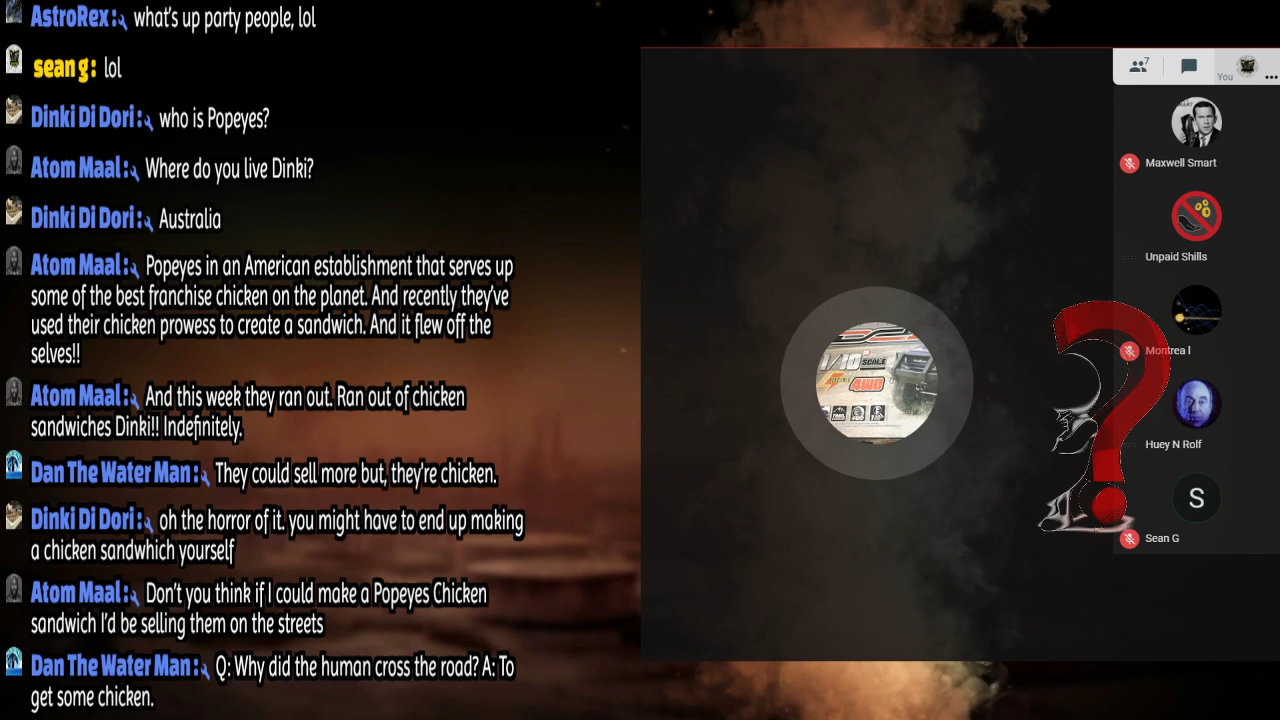 AstroRex: what's up party people, lol
sean g: lol
Dinki Di Dori: who is Popeyes?
Atom Maal: Where do you live Dinki?
Dinki Di Dori: Australia
Atom Maal: Popeyes in an American establishment that serves up
some of the best franchise chicken on the planet. And recently they've
used their chicken prowess to create a sandwich. And it flew off the
selves!!
Atom Maal: And this week they ran out. Ran out of chicken
sandwiches Dinki!! Indefinitely.
Dan The Water Man: They could sell more but, they're chicken.
Dinki Di Dori: oh the horror of it. you might have to end up making
a chicken sandwhich yourself
Atom Maal: Don't you think if I could make a Popeyes Chicken
sandwich I'd be selling them on the streets
Dan The Water Man: Q: Why did the human cross the road? A: To
get some chicken.
7
You
Maxwell Smart
Unpaid Shills
Montrea l
Huey N Rolf
S
Sean G
1/10 SCALE
ELECTRIC 4WD
?